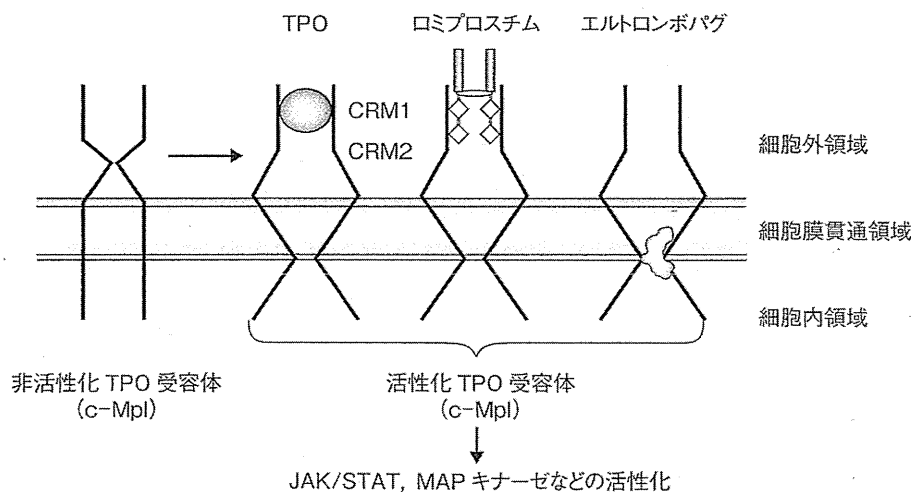 TPO
ロミプロスチム
エルトロンボパグ
CRM1
CRM2
細胞外領域
細胞膜貫通領域
細胞内領域
非活性化 TPO 受容体
(c-Mpl)
活性化 TPO 受容体
(c-Mpl)
JAK/STAT, MAP キナーゼなどの活性化